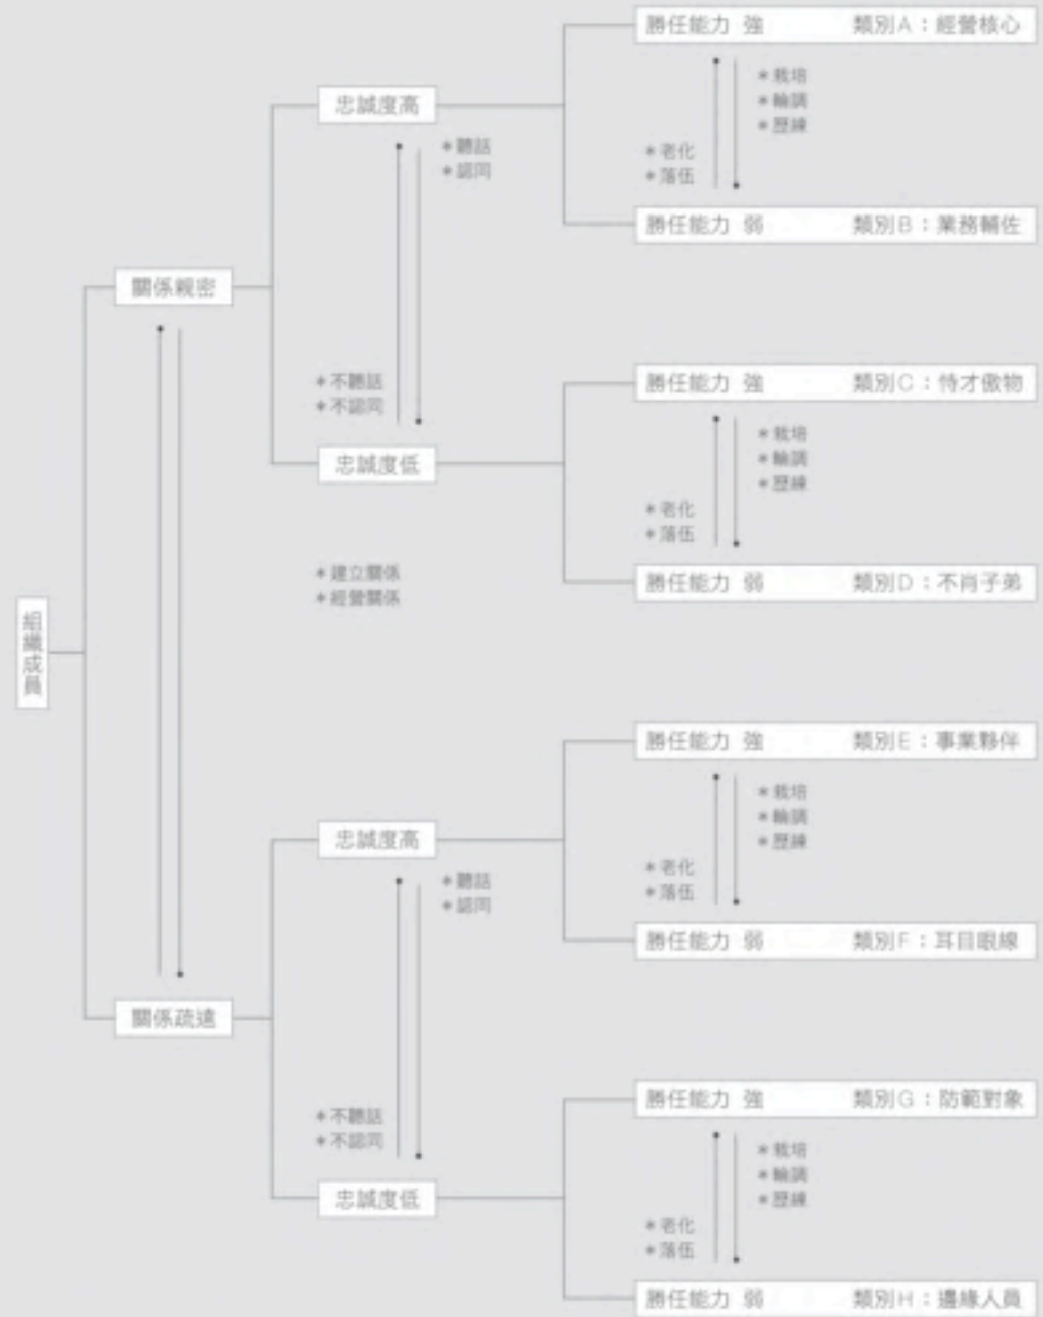 勝任能力 強 類別A：經營核心
＊栽培
＊輪調
＊歷練
忠誠度高
＊聽話
＊認同
＊老化
＊落伍
勝任能力 弱 類別B：業務輔佐
關係親密
＊不聽話
＊不認同
勝任能力 強 類別C：恃才傲物
＊栽培
＊輪調
＊歷練
忠誠度低
＊老化
＊落伍
＊建立關係
＊經營關係
勝任能力 弱 類別D：不肖子弟
組織成員
勝任能力 強 類別E：事業夥伴
＊栽培
＊輪調
＊歷練
忠誠度高
＊聽話
＊認同
＊老化
＊落伍
勝任能力 弱 類別F：耳目眼線
關係疏遠
＊不聽話
＊不認同
勝任能力 強 類別G：防範對象
＊栽培
＊輪調
＊歷練
忠誠度低
＊老化
＊落伍
勝任能力 弱 類別H：邊緣人員